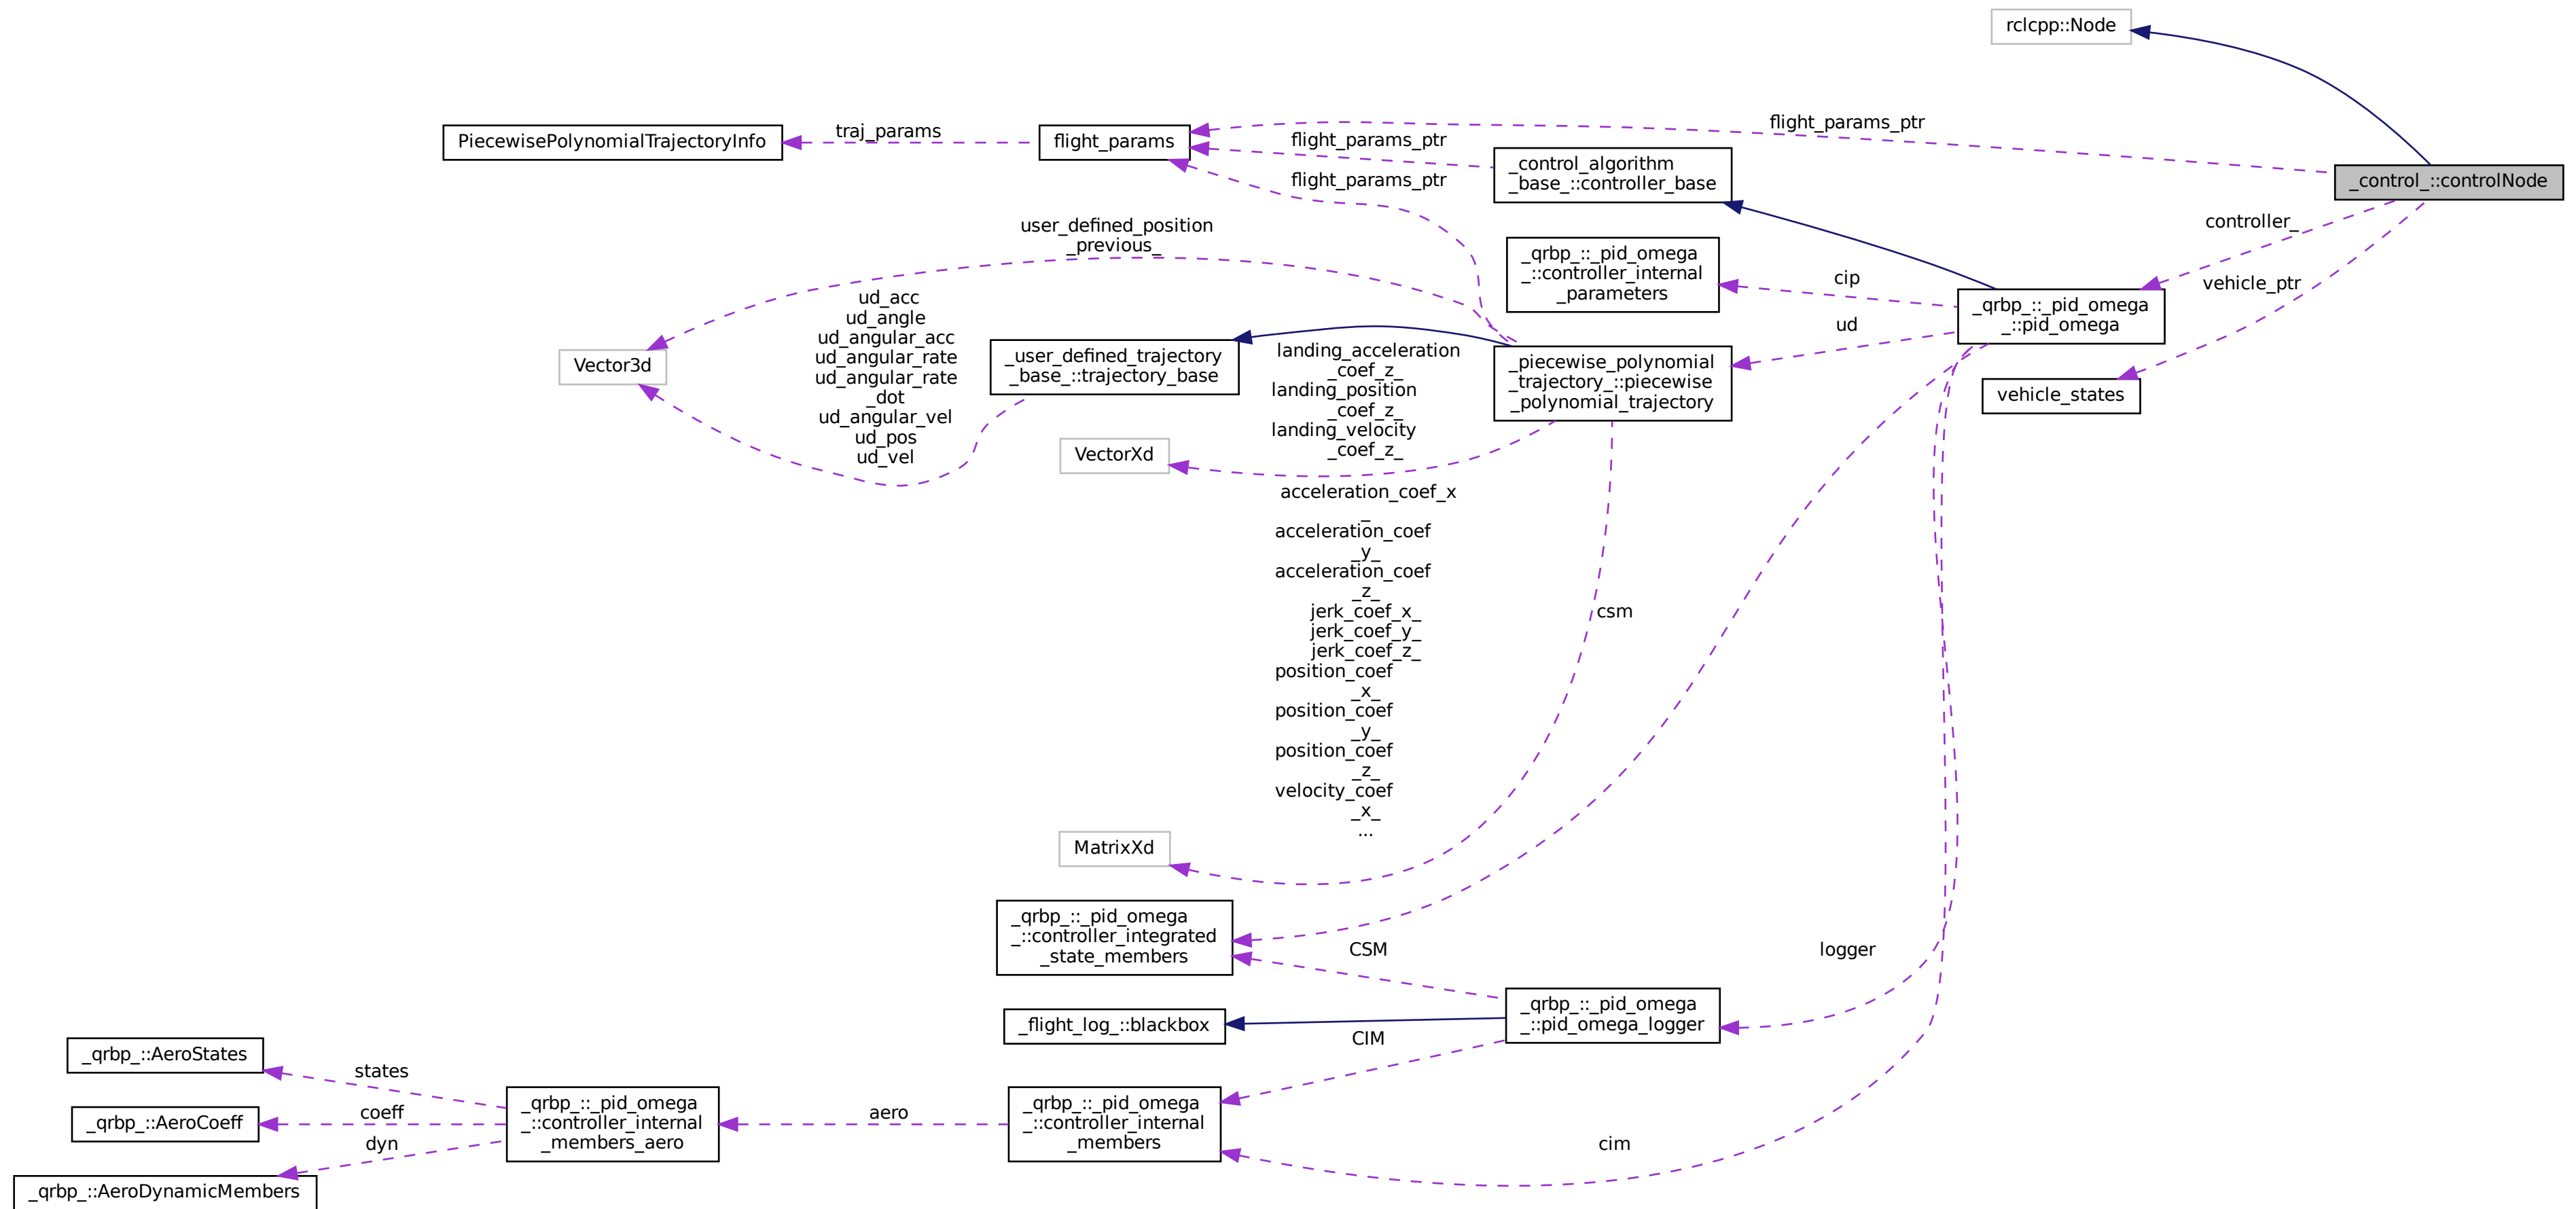 rclcpp::Node
flight_params_ptr
traj_params
PiecewisePolynomialTrajectoryInfo
flight_params
flight_params_ptr
_control_algorithm
_base_::controller_base
flight_params_ptr
_control_::controlNode
controller_
user_defined_position
_previous_
_qrbp_::_pid_omega
_::controller_internal
_parameters
cip
vehicle_ptr
_qrbp_::_pid_omega
_::pid_omega
ud
ud_acc
ud_angle
ud_angular_acc
ud_angular_rate
ud_angular_rate
_dot
ud_angular_vel
ud_pos
ud_vel
Vector3d
_user_defined_trajectory
_base_::trajectory_base
landing_acceleration
_coef_z_
landing_position
_coef_z_
landing_velocity
_coef_z_
_piecewise_polynomial
_trajectory_::piecewise
_polynomial_trajectory
vehicle_states
VectorXd
acceleration_coef_x
_
acceleration_coef
_y_
acceleration_coef
_z_
jerk_coef_x_
jerk_coef_y_
jerk_coef_z_
position_coef
_x_
position_coef
_y_
position_coef
_z_
velocity_coef
_x_
...
csm
MatrixXd
_qrbp_::_pid_omega
_::controller_integrated
_state_members
CSM
logger
_qrbp_::_pid_omega
_::pid_omega_logger
_flight_log_::blackbox
CIM
_qrbp_::AeroStates
states
_qrbp_::AeroCoeff
coeff
dyn
_qrbp_::AeroDynamicMembers
_qrbp_::_pid_omega
_::controller_internal
_members_aero
aero
_qrbp_::_pid_omega
_::controller_internal
_members
cim